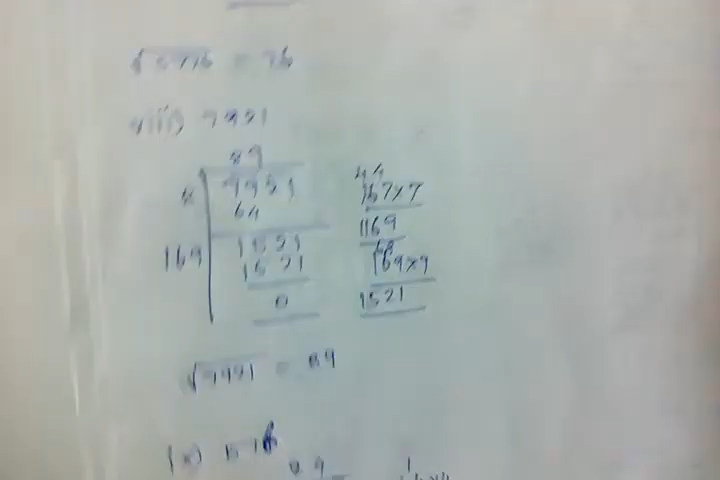 √5776 = 76
viii) 7921
89
8 7921 44
64 167×7
1521 1169
169 1521 169×9
0 1521
√7921 = 89